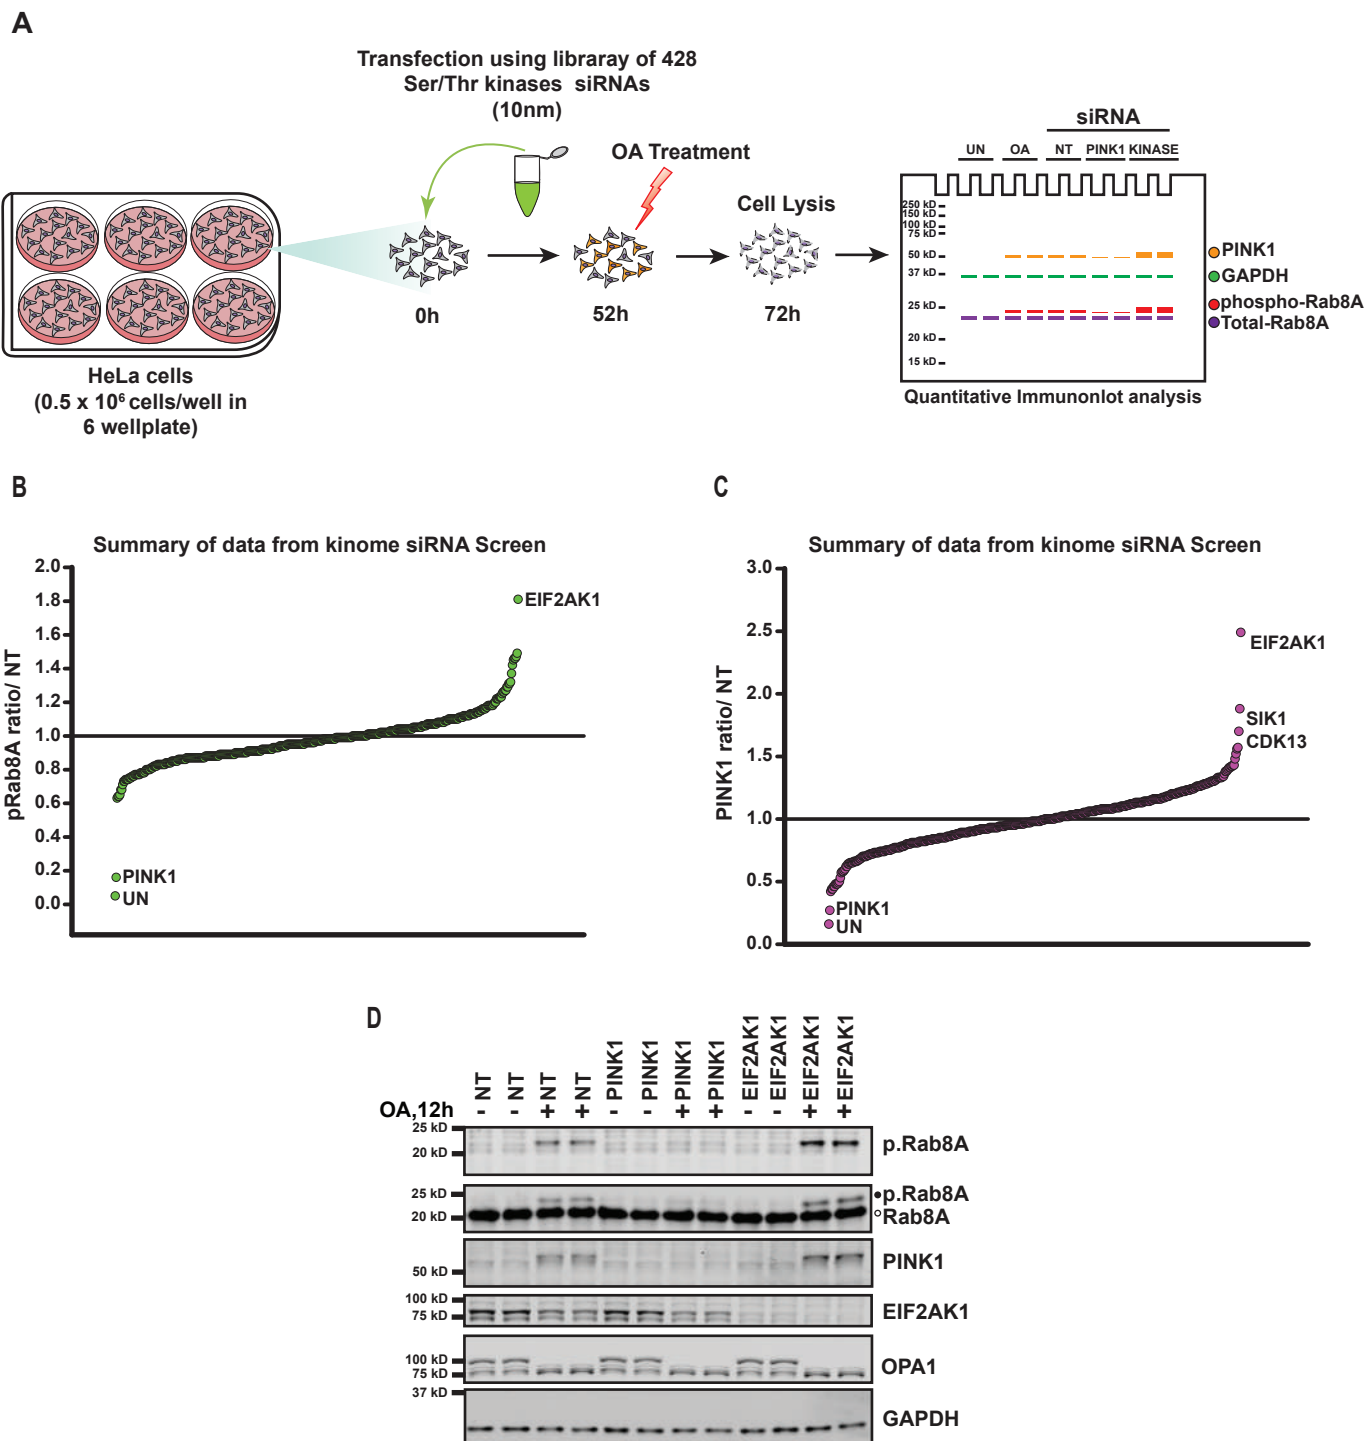 A
Transfection using libraray of 428
Ser/Thr kinases siRNAs
(10nm)
OA Treatment
Cell Lysis
0h
52h
72h
HeLa cells
(0.5 x 10⁶ cells/well in
6 wellplate)
siRNA
UN OA NT PINK1 KINASE
250 kD
150 kD
100 kD
75 kD
50 kD
37 kD
25 kD
20 kD
15 kD
PINK1
GAPDH
phospho-Rab8A
Total-Rab8A
Quantitative Immunonlot analysis
B
Summary of data from kinome siRNA Screen
pRab8A ratio/ NT
2.0
1.8
1.6
1.4
1.2
1.0
0.8
0.6
0.4
0.2
0.0
EIF2AK1
PINK1
UN
C
Summary of data from kinome siRNA Screen
PINK1 ratio/ NT
3.0
2.5
2.0
1.5
1.0
0.5
0.0
EIF2AK1
SIK1
CDK13
PINK1
UN
D
NT NT NT NT PINK1 PINK1 PINK1 PINK1 EIF2AK1 EIF2AK1 EIF2AK1 EIF2AK1
OA,12h - - + + - - + + - - + +
25 kD
20 kD
p.Rab8A
25 kD
20 kD
p.Rab8A
Rab8A
50 kD
PINK1
100 kD
75 kD
EIF2AK1
100 kD
75 kD
OPA1
37 kD
GAPDH